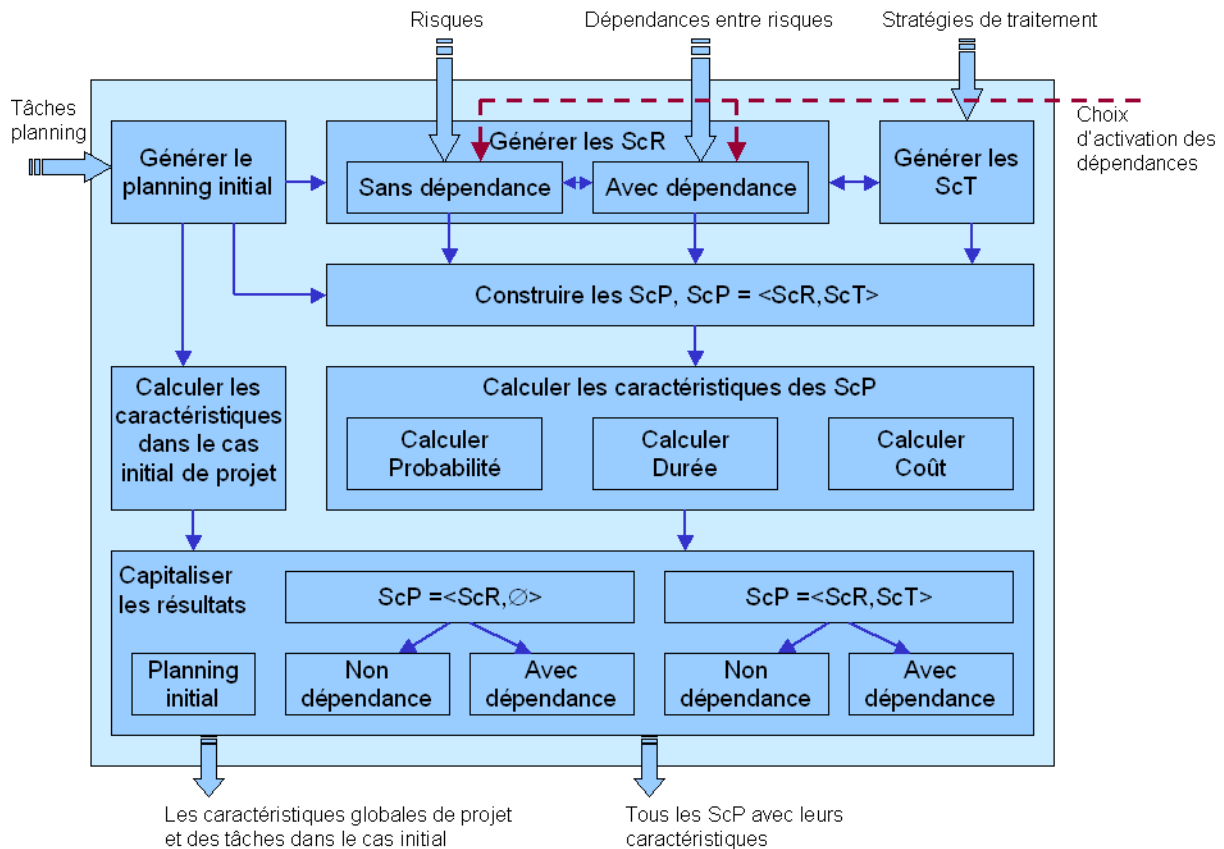 Risques
Dépendances entre risques
Stratégies de traitement
Tâches
planning
Choix
d'activation des
dépendances
Générer le
planning initial
Générer les ScR
Sans dépendance
Avec dépendance
Générer les
ScT
Construire les ScP, ScP = <ScR,ScT>
Calculer les
caractéristiques
dans le cas
initial de projet
Calculer les caractéristiques des ScP
Calculer
Probabilité
Calculer
Durée
Calculer
Coût
Capitaliser
les résultats
ScP =<ScR,∅>
ScP =<ScR,ScT>
Planning
initial
Non
dépendance
Avec
dépendance
Non
dépendance
Avec
dépendance
Les caractéristiques globales de projet
et des tâches dans le cas initial
Tous les ScP avec leurs
caractéristiques